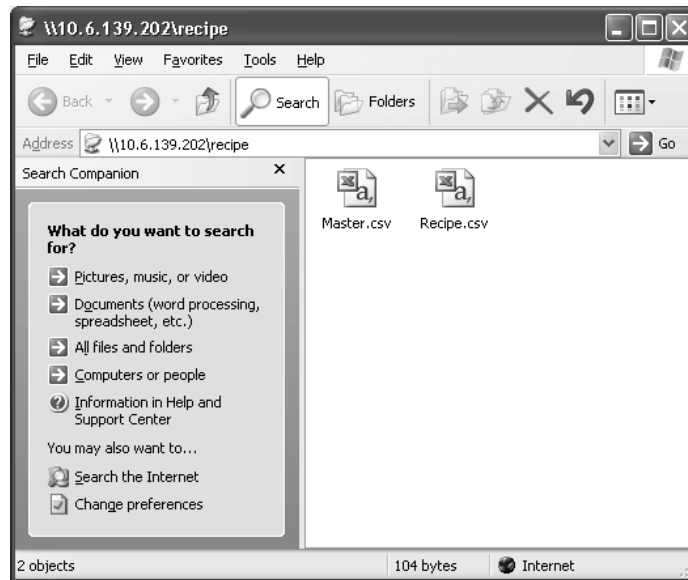 \\10.6.139.202\recipe
File Edit View Favorites Tools Help
Back Search Folders
Address \\10.6.139.202\recipe Go
Search Companion
What do you want to search
for?
Pictures, music, or video
Documents (word processing,
spreadsheet, etc.)
All files and folders
Computers or people
Information in Help and
Support Center
You may also want to...
Search the Internet
Change preferences
Master.csv Recipe.csv
2 objects 104 bytes Internet